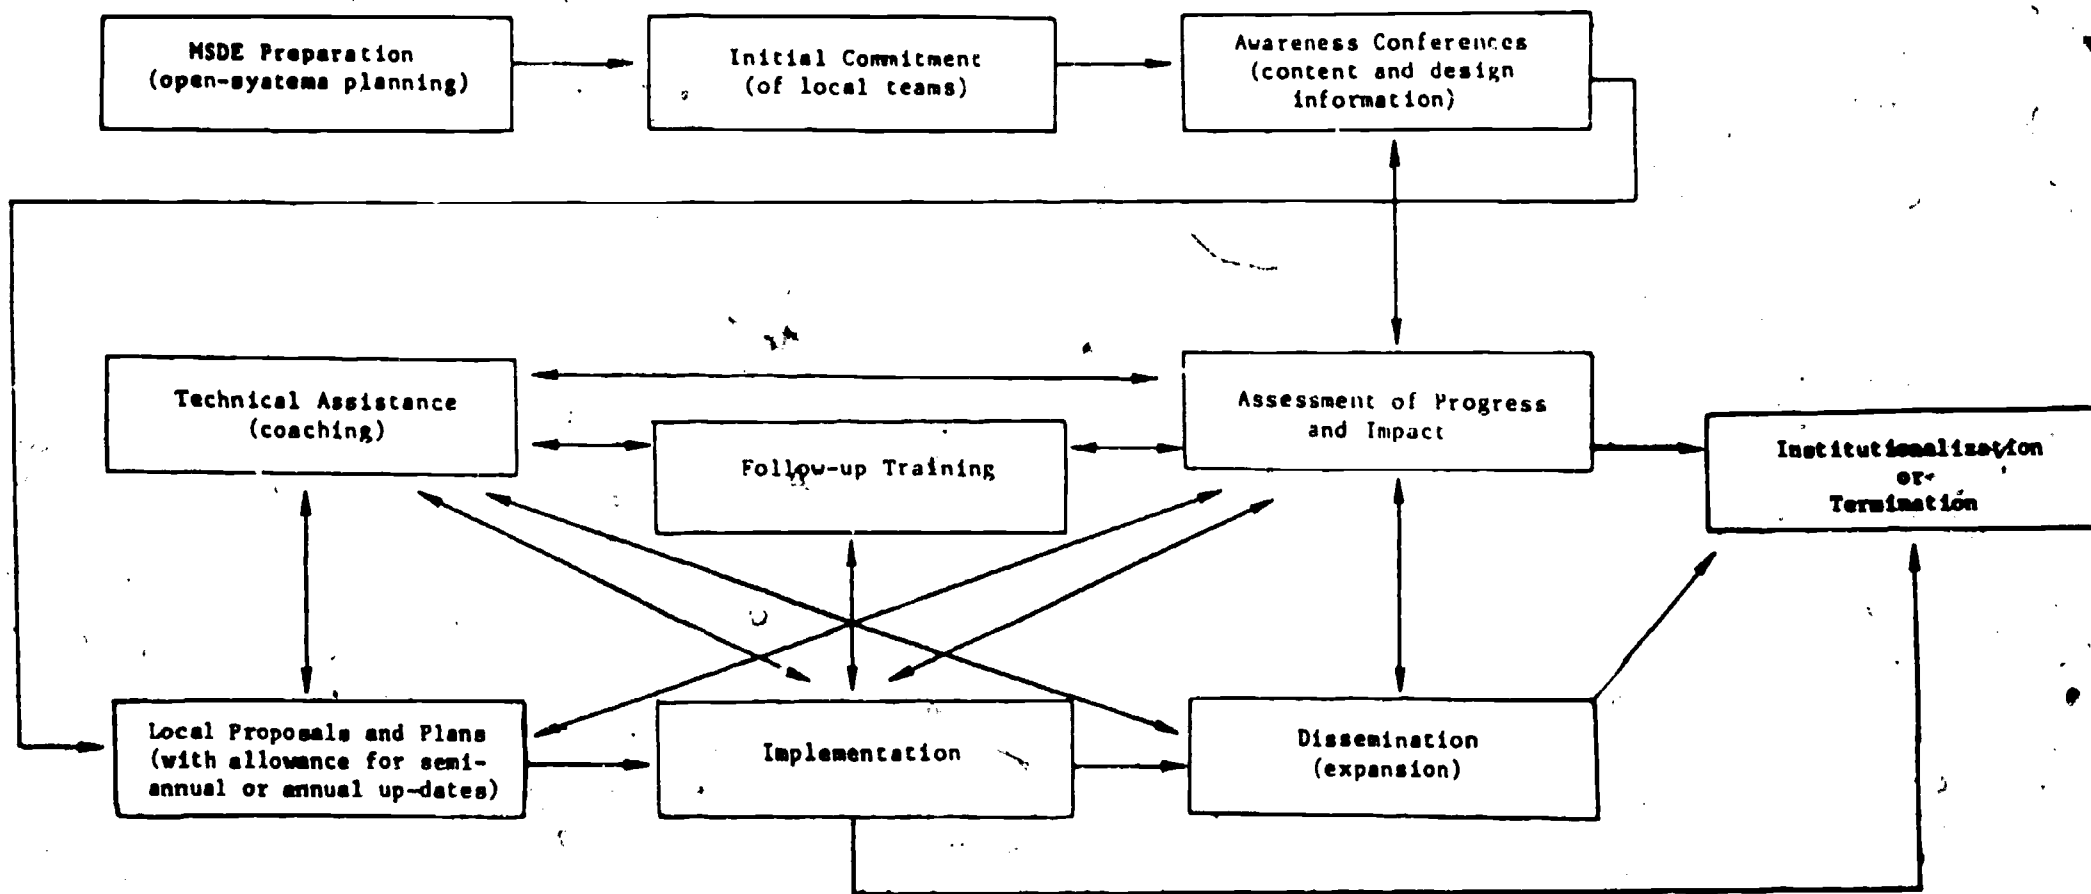 MSDE Preparation
(open-systema planning)
Initial Commitment
(of local teams)
Awareness Conferences
(content and design
information)
Technical Assistance
(coaching)
Follow-up Training
Assessment of Progress
and Impact
Institutionalization
or
Termination
Local Proposals and Plans
(with allowance for semi-
annual or annual up-dates)
Implementation
Dissemination
(expansion)